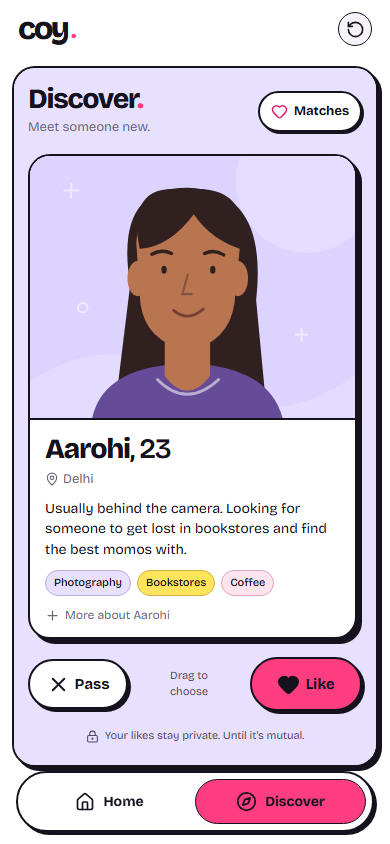 coy.
Discover.
Meet someone new.
Matches
Aarohi, 23
Delhi
Usually behind the camera. Looking for
someone to get lost in bookstores and find
the best momos with.
Photography
Bookstores
Coffee
More about Aarohi
Pass
Drag to
choose
Like
Your likes stay private. Until it's mutual.
Home
Discover